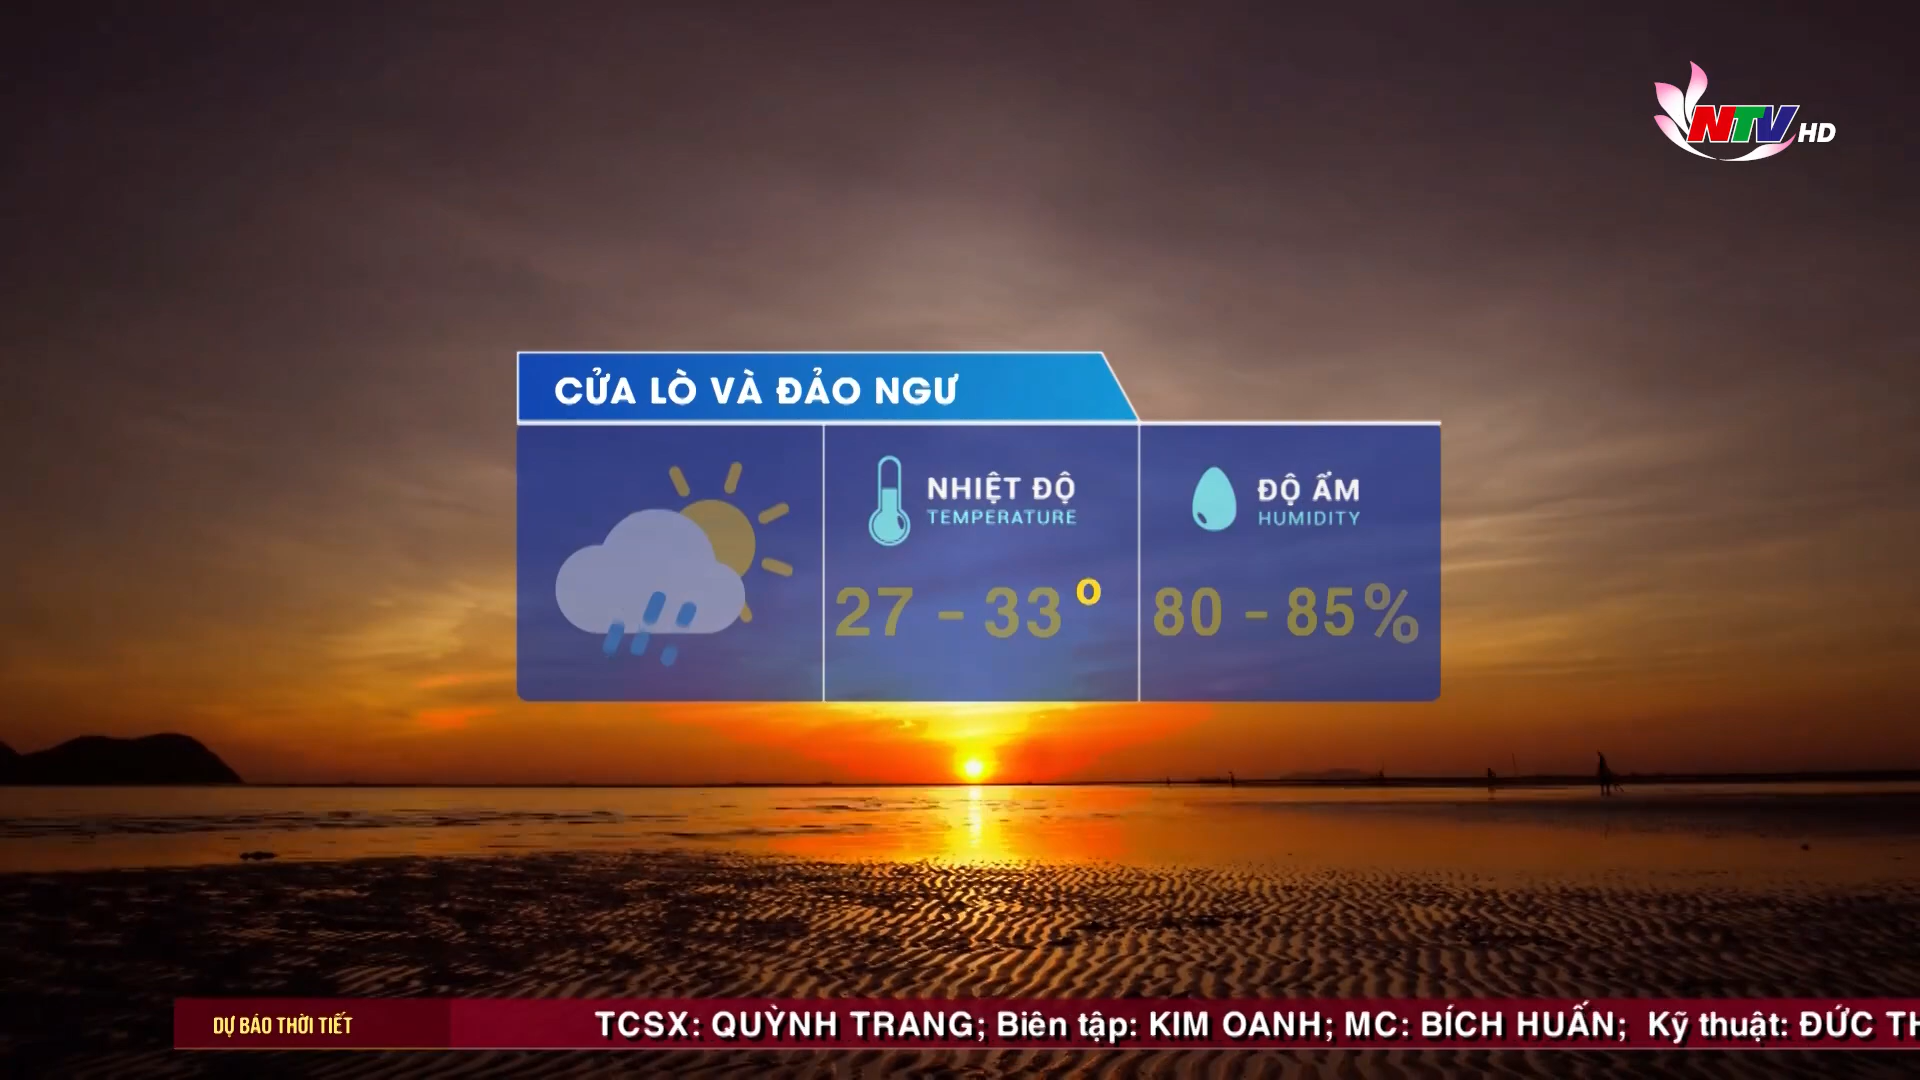 NTV HD
CỬA LÒ VÀ ĐẢO NGƯ
NHIỆT ĐỘ
TEMPERATURE
27 - 33°
ĐỘ ẨM
HUMIDITY
80 - 85%
DỰ BÁO THỜI TIẾT
TCSX: QUỲNH TRANG; Biên tập: KIM OANH; MC: BÍCH HUẤN; Kỹ thuật: ĐỨC TH